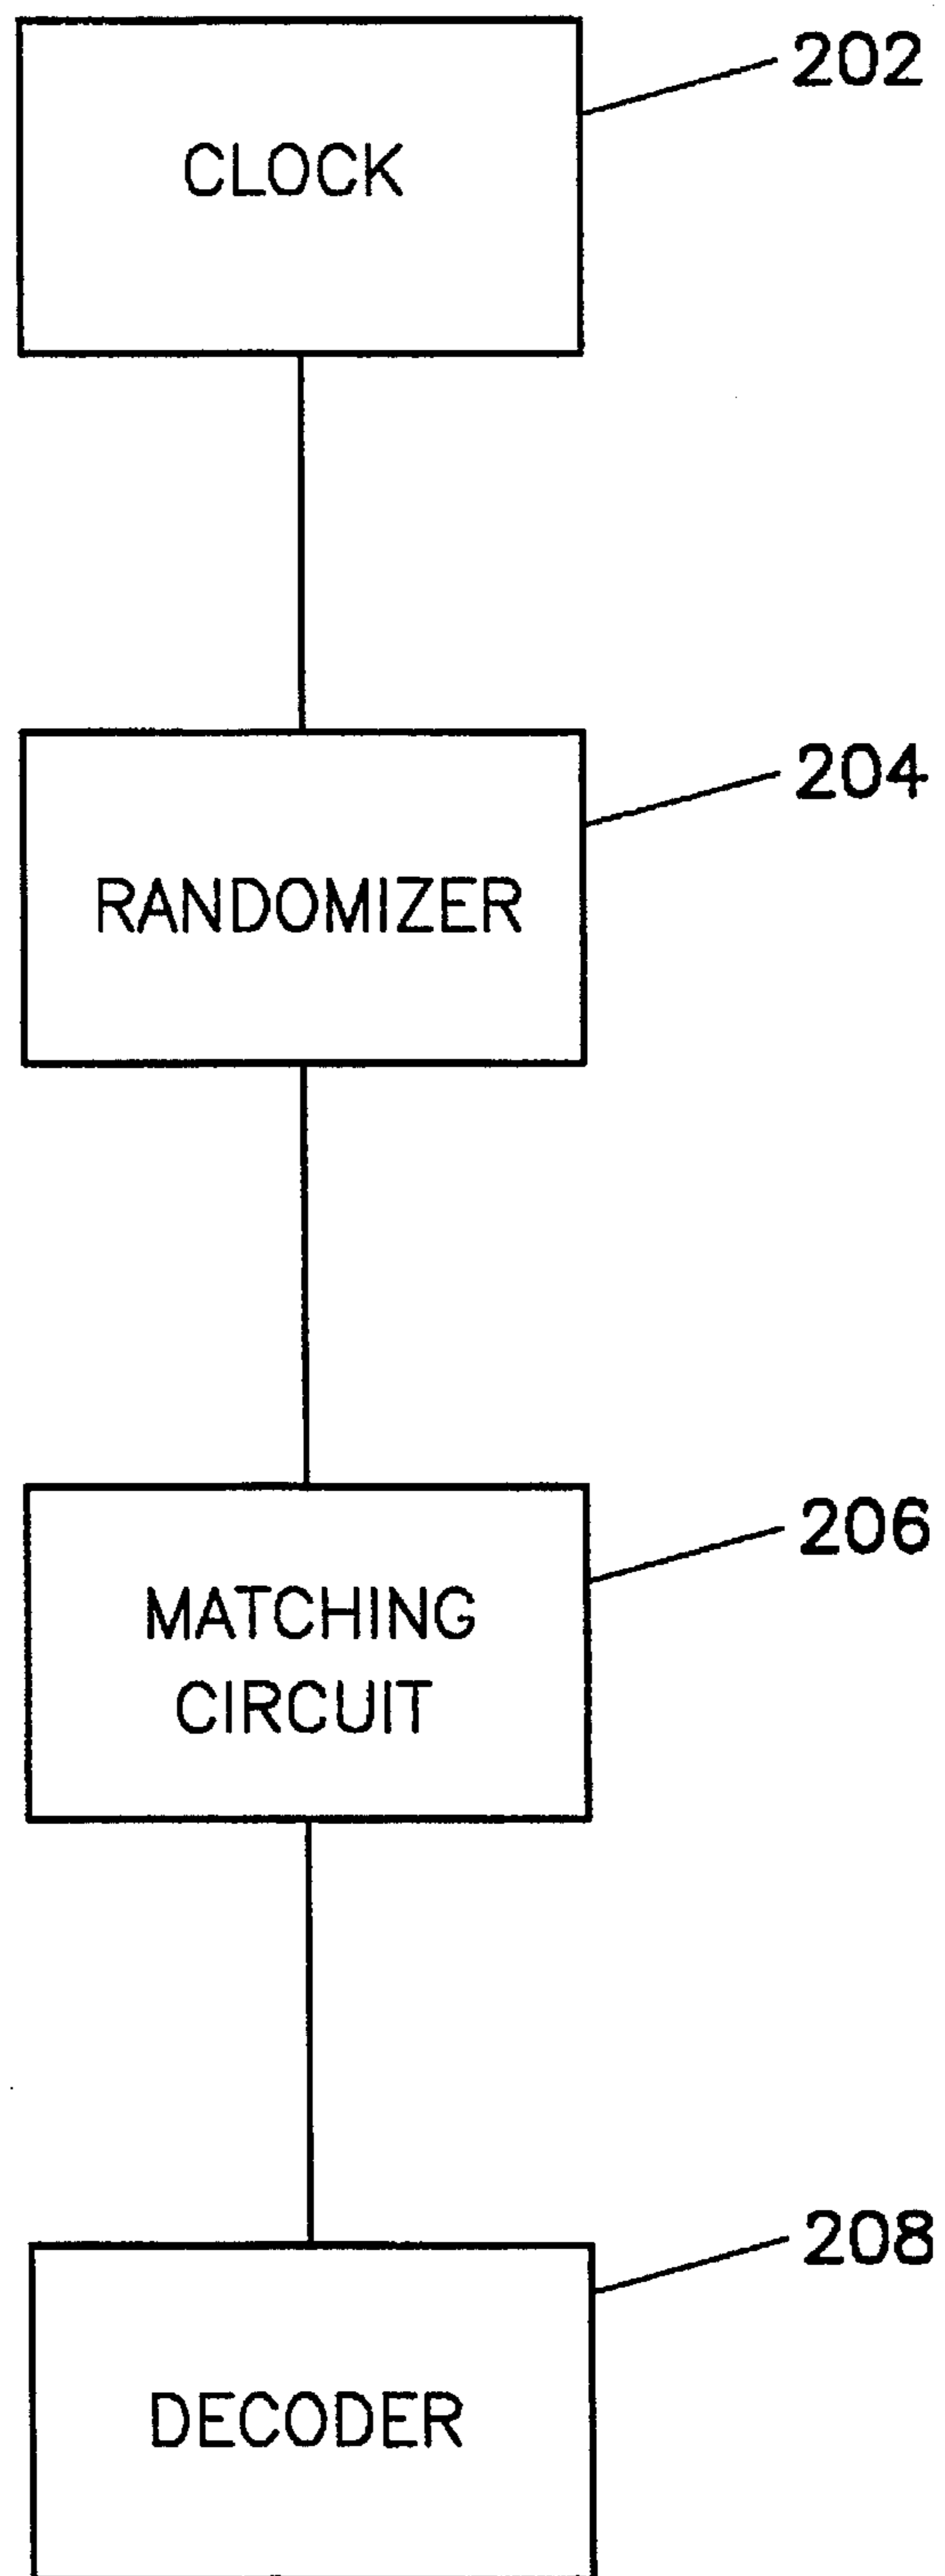 CLOCK
202
RANDOMIZER
204
MATCHING
CIRCUIT
206
DECODER
208